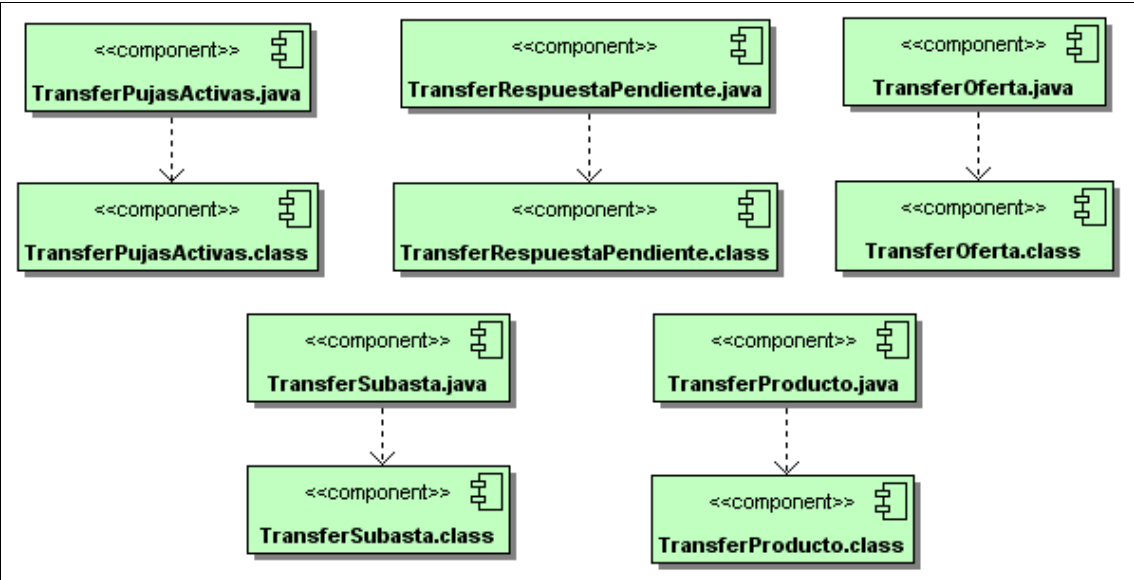 <<component>>
TransferPujasActivas.java
<<component>>
TransferRespuestaPendiente.java
<<component>>
TransferOferta.java
<<component>>
TransferPujasActivas.class
<<component>>
TransferRespuestaPendiente.class
<<component>>
TransferOferta.class
<<component>>
TransferSubasta.java
<<component>>
TransferProducto.java
<<component>>
TransferSubasta.class
<<component>>
TransferProducto.class